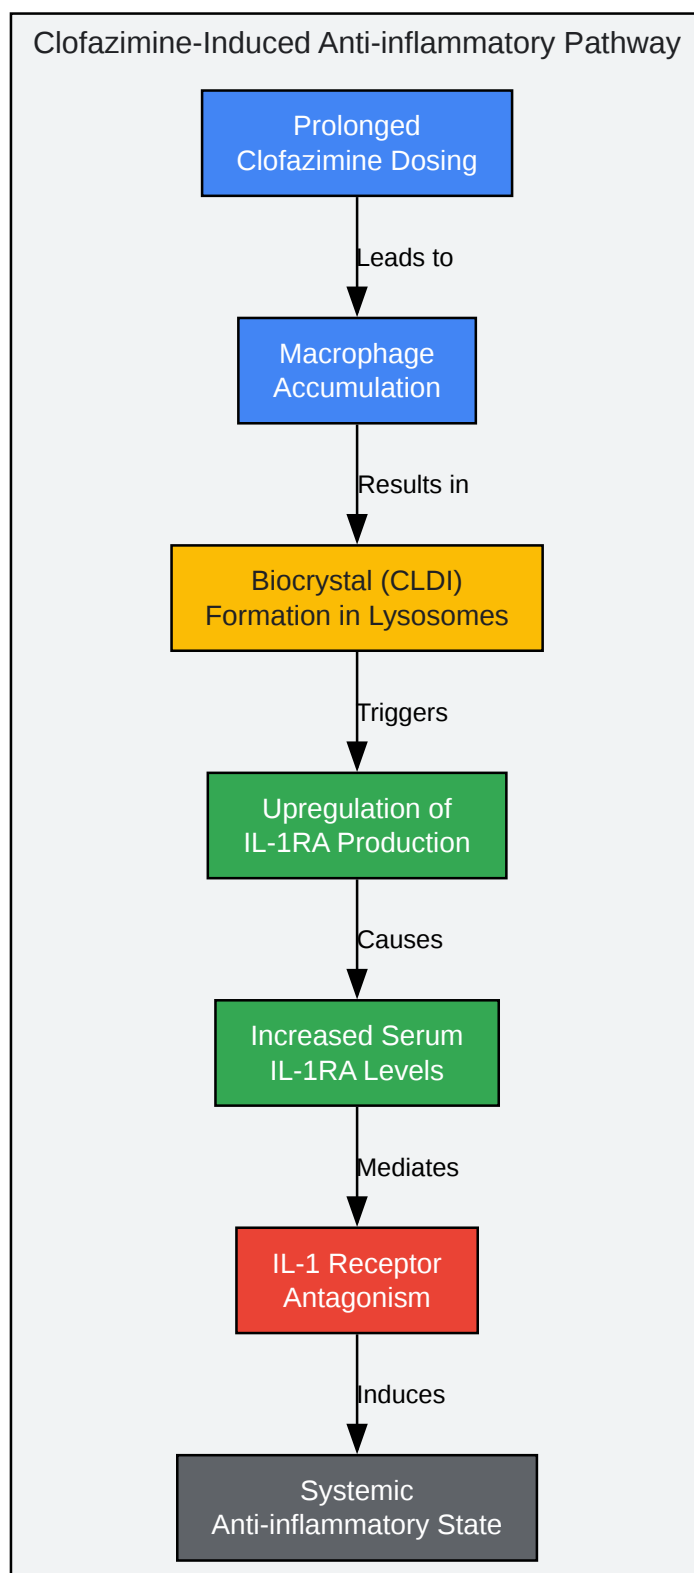 Clofazimine-Induced Anti-inflammatory Pathway
Prolonged
Clofazimine Dosing
Leads to
Macrophage
Accumulation
Results in
Biocrystal (CLDI)
Formation in Lysosomes
Triggers
Upregulation of
IL-1RA Production
Causes
Increased Serum
IL-1RA Levels
Mediates
IL-1 Receptor
Antagonism
Induces
Systemic
Anti-inflammatory State